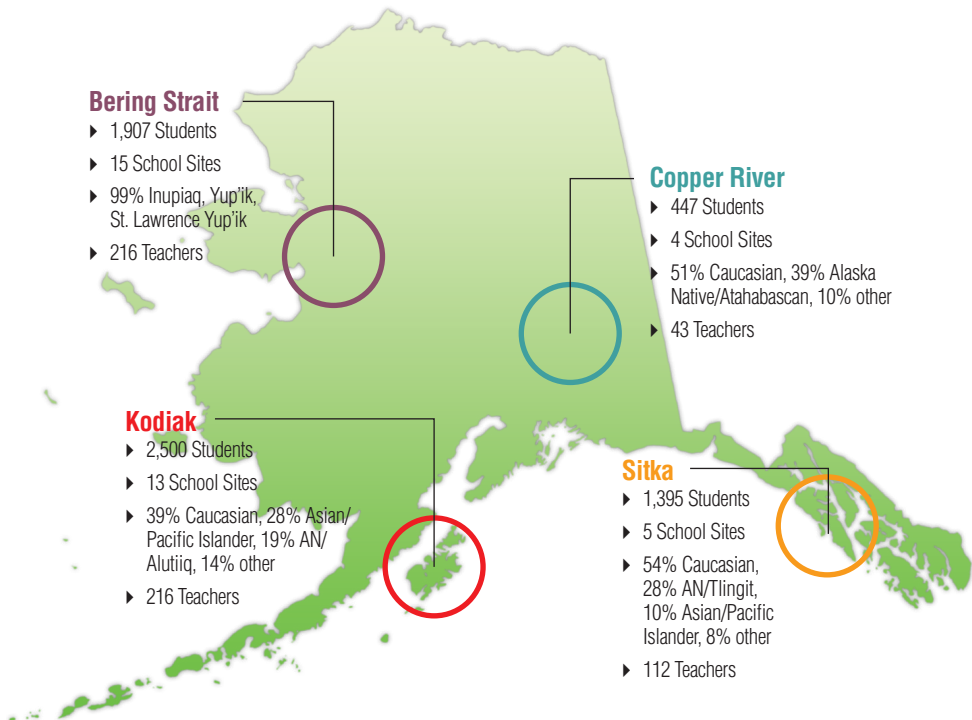 Bering Strait
▶ 1,907 Students
▶ 15 School Sites
▶ 99% Inupiaq, Yup'ik,
St. Lawrence Yup'ik
▶ 216 Teachers
Copper River
▶ 447 Students
▶ 4 School Sites
▶ 51% Caucasian, 39% Alaska
Native/Atahabascan, 10% other
▶ 43 Teachers
Kodiak
▶ 2,500 Students
▶ 13 School Sites
▶ 39% Caucasian, 28% Asian/
Pacific Islander, 19% AN/
Alutiiq, 14% other
▶ 216 Teachers
Sitka
▶ 1,395 Students
▶ 5 School Sites
▶ 54% Caucasian,
28% AN/Tlingit,
10% Asian/Pacific
Islander, 8% other
▶ 112 Teachers